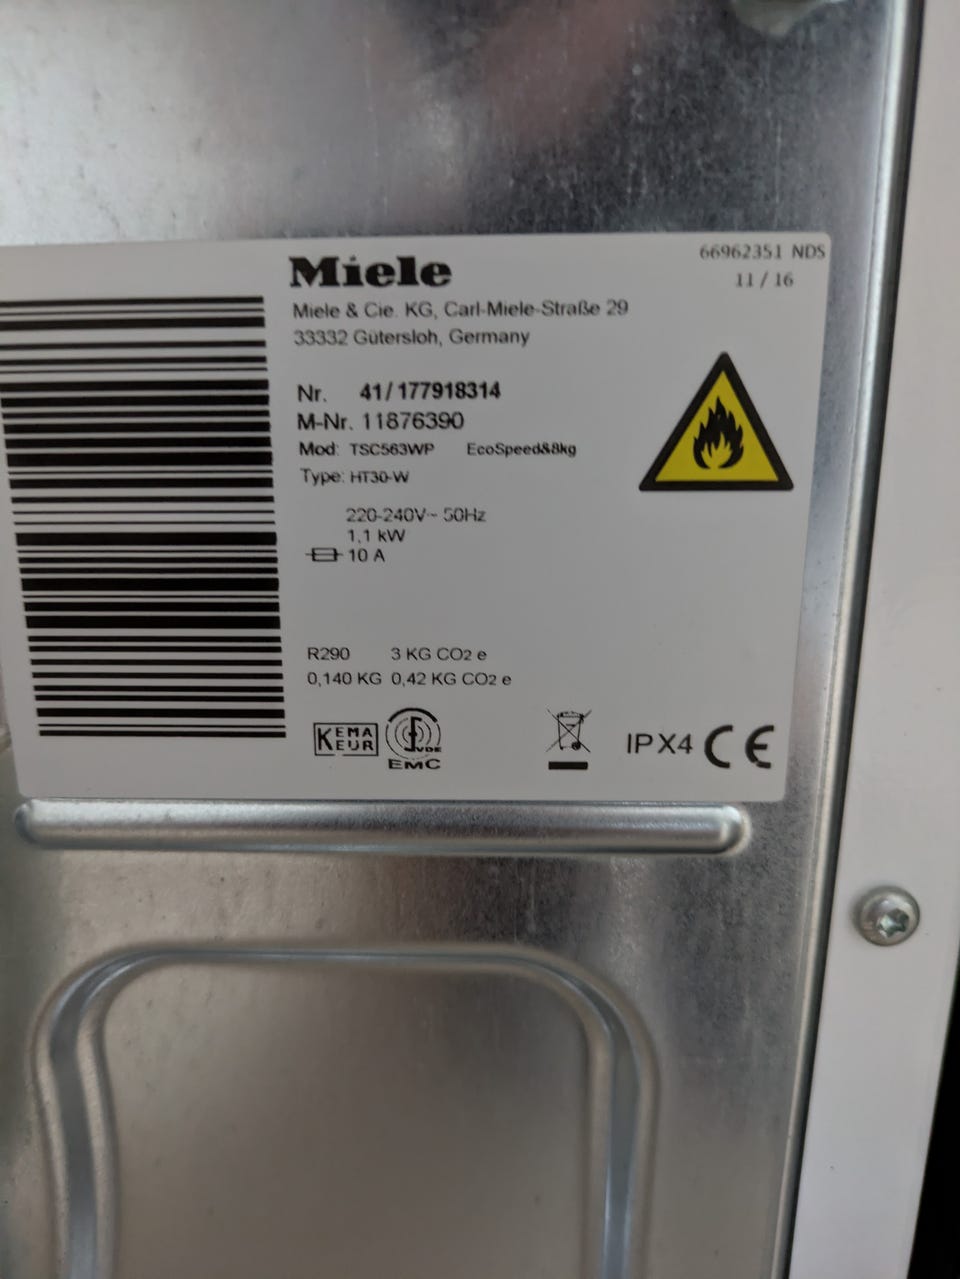 Miele
66962351 NDS
11 / 16
Miele & Cie. KG, Carl-Miele-Straße 29
33332 Gütersloh, Germany
Nr. 41/177918314
M-Nr. 11876390
Mod: TSC563WP EcoSpeed&8kg
Type: HT30-W
220-240V~ 50Hz
1,1 kW
10 A
R290 3 KG CO2 e
0,140 KG 0,42 KG CO2 e
KEMA
KEUR
VDE
EMC
IPX4 CE